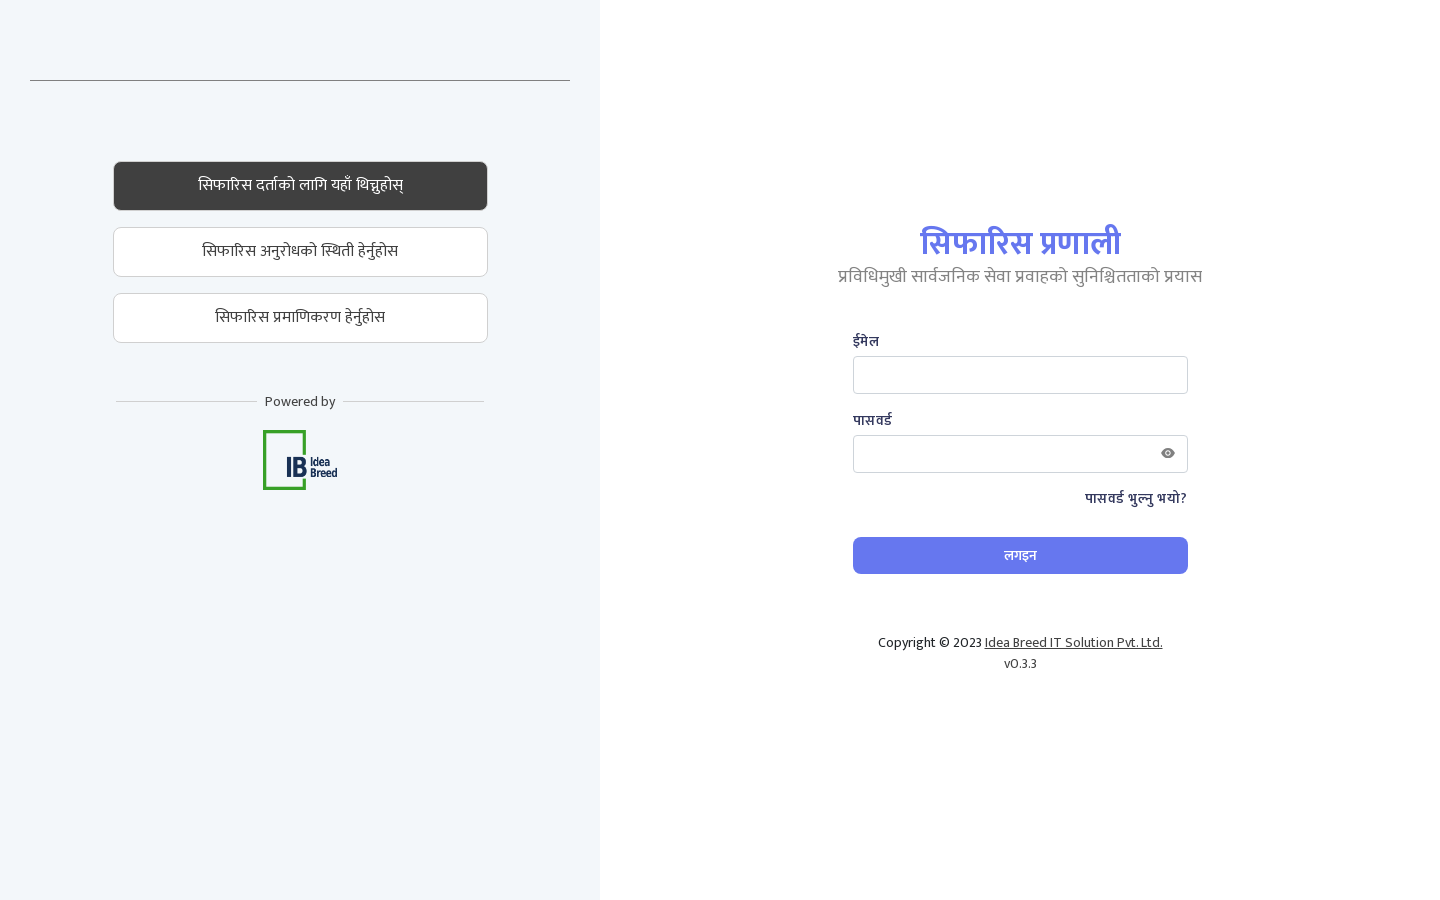 सिफारिस दर्ताको लागि यहाँ थिच्नुहोस्
सिफारिस अनुरोधको स्थिती हेर्नुहोस
सिफारिस प्रमाणिकरण हेर्नुहोस
Powered by
IB Idea Breed
सिफारिस प्रणाली
प्रविधिमुखी सार्वजनिक सेवा प्रवाहको सुनिश्चितताको प्रयास
ईमेल
पासवर्ड
पासवर्ड भुल्नु भयो?
लगइन
Copyright © 2023 Idea Breed IT Solution Pvt. Ltd.
v0.3.3